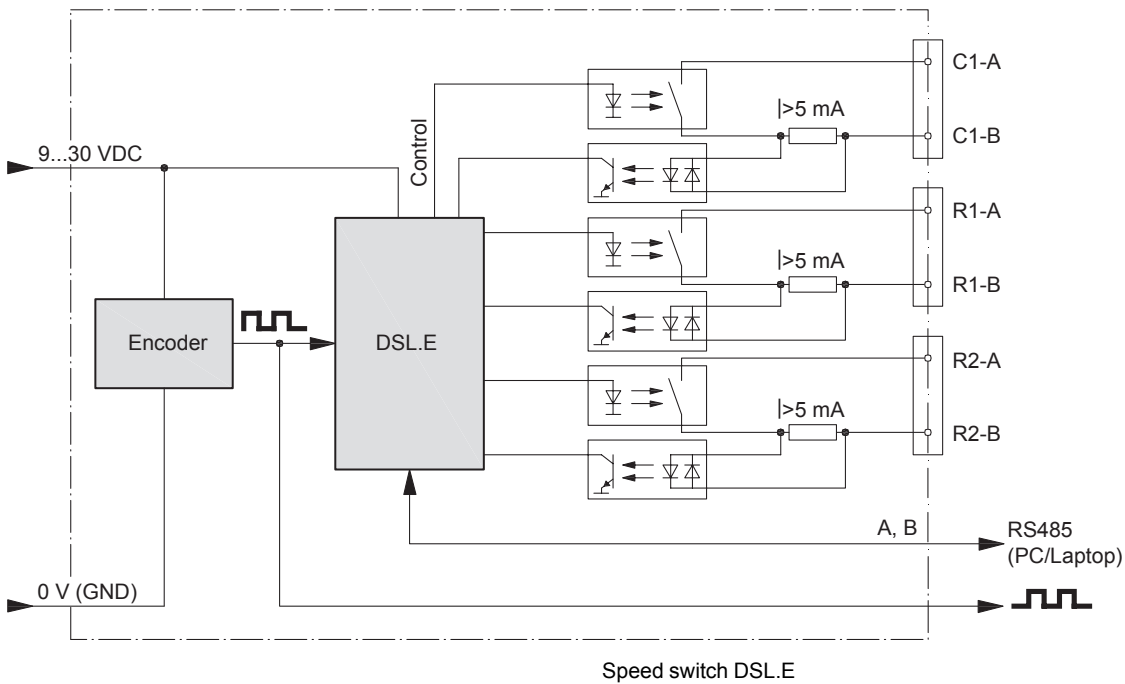 C1-A
Control
|>5 mA
9...30 VDC
C1-B
R1-A
|>5 mA
R1-B
Encoder
DSL.E
R2-A
|>5 mA
R2-B
A, B
RS485
(PC/Laptop)
0 V (GND)
Speed switch DSL.E